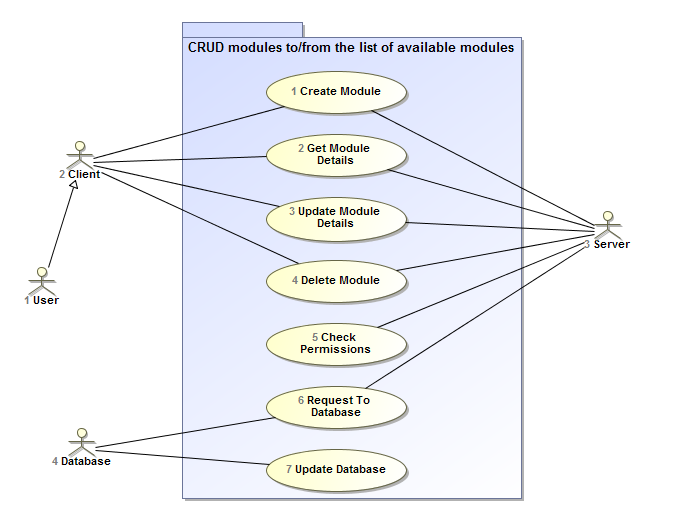 CRUD modules to/from the list of available modules
1 Create Module
2 Get Module
Details
2 Client
3 Update Module
Details
3 Server
4 Delete Module
1 User
5 Check
Permissions
6 Request To
Database
4 Database
7 Update Database